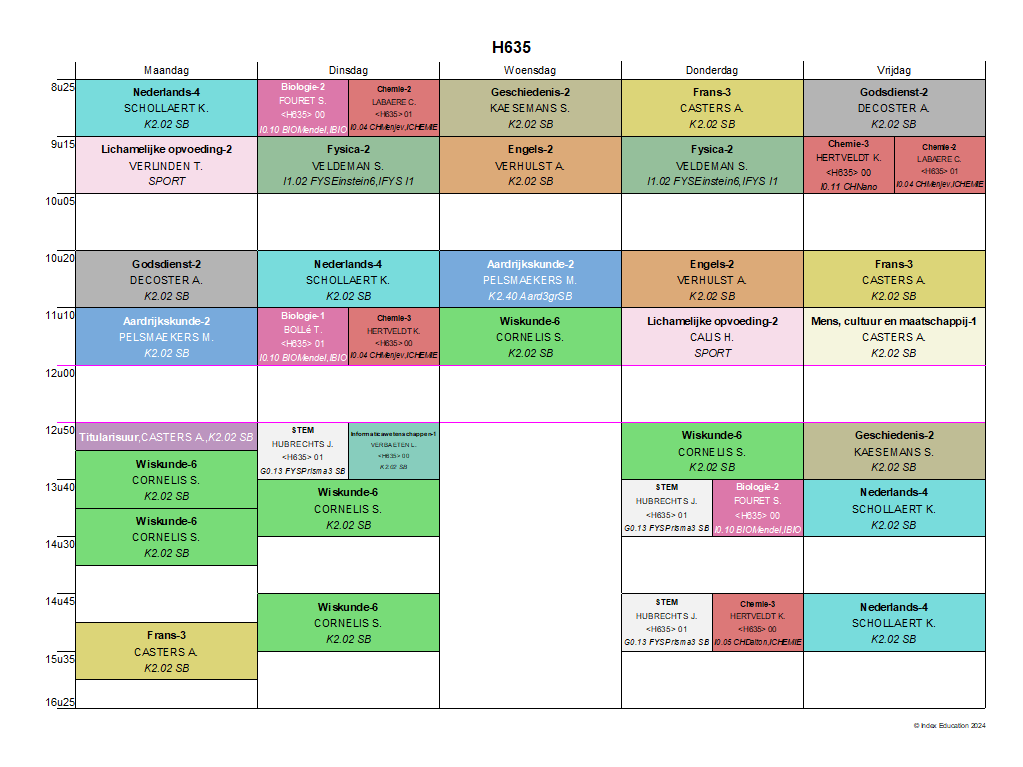 H635
Maandag Dinsdag Woensdag Donderdag Vrijdag
8u25
Nederlands-4
SCHOLLAERT K.
K2.02 SB
Biologie-2
FOURET S.
<H635> 00
I0.10 BIOMendel,IBIO
Chemie-2
LABAERE C.
<H635> 01
I0.04 CHMenjev,ICHEMIE
Geschiedenis-2
KAESEMANS S.
K2.02 SB
Frans-3
CASTERS A.
K2.02 SB
Godsdienst-2
DECOSTER A.
K2.02 SB
9u15
Lichamelijke opvoeding-2
VERLINDEN T.
SPORT
Fysica-2
VELDEMAN S.
I1.02 FYSEinstein6,IFYS I1
Engels-2
VERHULST A.
K2.02 SB
Fysica-2
VELDEMAN S.
I1.02 FYSEinstein6,IFYS I1
Chemie-3
HERTVELDT K.
<H635> 00
I0.11 CHNano
Chemie-2
LABAERE C.
<H635> 01
I0.04 CHMenjev,ICHEMIE
10u05
10u20
Godsdienst-2
DECOSTER A.
K2.02 SB
Nederlands-4
SCHOLLAERT K.
K2.02 SB
Aardrijkskunde-2
PELSMAEKERS M.
K2.40 Aard3grSB
Engels-2
VERHULST A.
K2.02 SB
Frans-3
CASTERS A.
K2.02 SB
11u10
Aardrijkskunde-2
PELSMAEKERS M.
K2.02 SB
Biologie-1
BOLLé T.
<H635> 01
I0.10 BIOMendel,IBIO
Chemie-3
HERTVELDT K.
<H635> 00
I0.04 CHMenjev,ICHEMIE
Wiskunde-6
CORNELIS S.
K2.02 SB
Lichamelijke opvoeding-2
CALIS H.
SPORT
Mens, cultuur en maatschappij-1
CASTERS A.
K2.02 SB
12u00
12u50
Titularisuur,CASTERS A.,K2.02 SB
Wiskunde-6
CORNELIS S.
K2.02 SB
STEM
HUBRECHTS J.
<H635> 01
G0.13 FYSPrisma3 SB
Informaticawetenschappen-1
VERBAETEN L.
<H635> 00
K2.02 SB
Wiskunde-6
CORNELIS S.
K2.02 SB
Geschiedenis-2
KAESEMANS S.
K2.02 SB
13u40
Wiskunde-6
CORNELIS S.
K2.02 SB
Wiskunde-6
CORNELIS S.
K2.02 SB
STEM
HUBRECHTS J.
<H635> 01
G0.13 FYSPrisma3 SB
Biologie-2
FOURET S.
<H635> 00
I0.10 BIOMendel,IBIO
Nederlands-4
SCHOLLAERT K.
K2.02 SB
14u30
14u45
Frans-3
CASTERS A.
K2.02 SB
Wiskunde-6
CORNELIS S.
K2.02 SB
STEM
HUBRECHTS J.
<H635> 01
G0.13 FYSPrisma3 SB
Chemie-3
HERTVELDT K.
<H635> 00
I0.05 CHDalton,ICHEMIE
Nederlands-4
SCHOLLAERT K.
K2.02 SB
15u35
16u25
© Index Education 2024